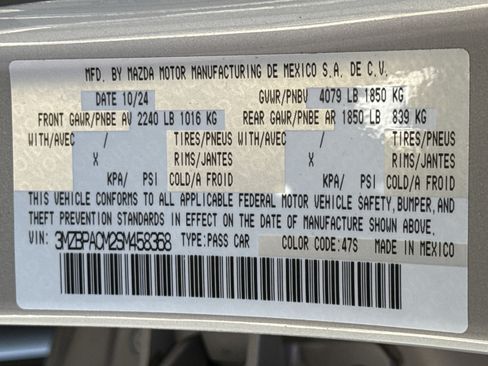 MFD. BY MAZDA MOTOR MANUFACTURING DE MEXICO S.A. DE C.V.
DATE 10/24 GVWR/PNBV 4079 LB 1850 KG
FRONT GAWR/PNBE AV 2240 LB 1016 KG REAR GAWR/PNBE AR 1850 LB 839 KG
WITH/AVEC / TIRES/PNEUS WITH/AVEC / TIRES/PNEUS
X RIMS/JANTES X RIMS/JANTES
KPA/ PSI COLD/A FROID KPA/ PSI COLD/A FROID
THIS VEHICLE CONFORMS TO ALL APPLICABLE FEDERAL MOTOR VEHICLE SAFETY,BUMPER,AND
THEFT PREVENTION STANDARDS IN EFFECT ON THE DATE OF MANUFACTURE SHOWN ABOVE.
VIN: 3MZBPACM2SM458368 TYPE:PASS CAR COLOR CODE:47S MADE IN MEXICO